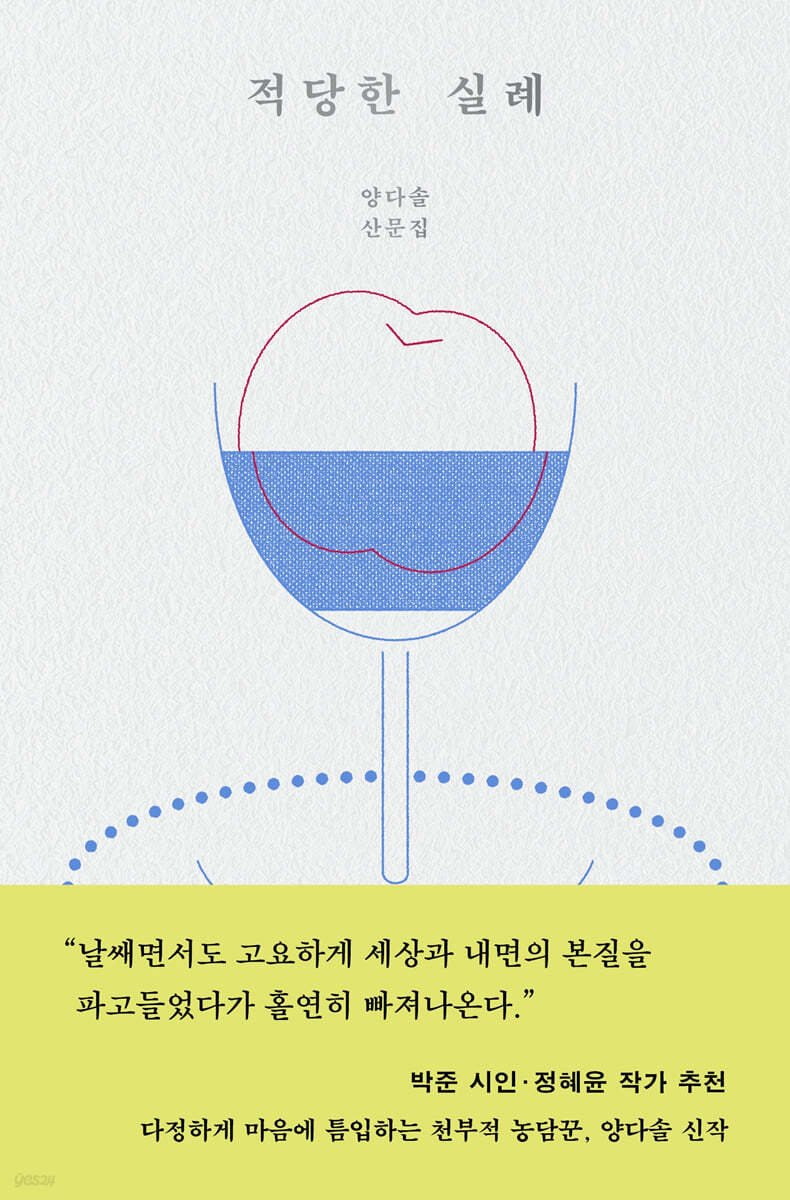 적당한 실례
양다솔
산문집
“날쌔면서도 고요하게 세상과 내면의 본질을
파고들었다가 홀연히 빠져나온다.”
박준 시인·정혜윤 작가 추천
다정하게 마음에 틈입하는 천부적 농담꾼, 양다솔 신작
yes24